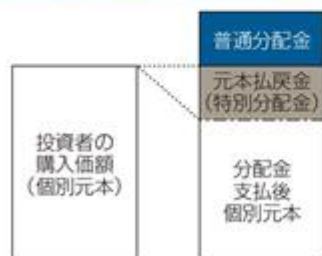 普通分配金
元本払戻金
(特別分配金)
投資者の
購入価額
(個別元本)
分配金
支払後
個別元本